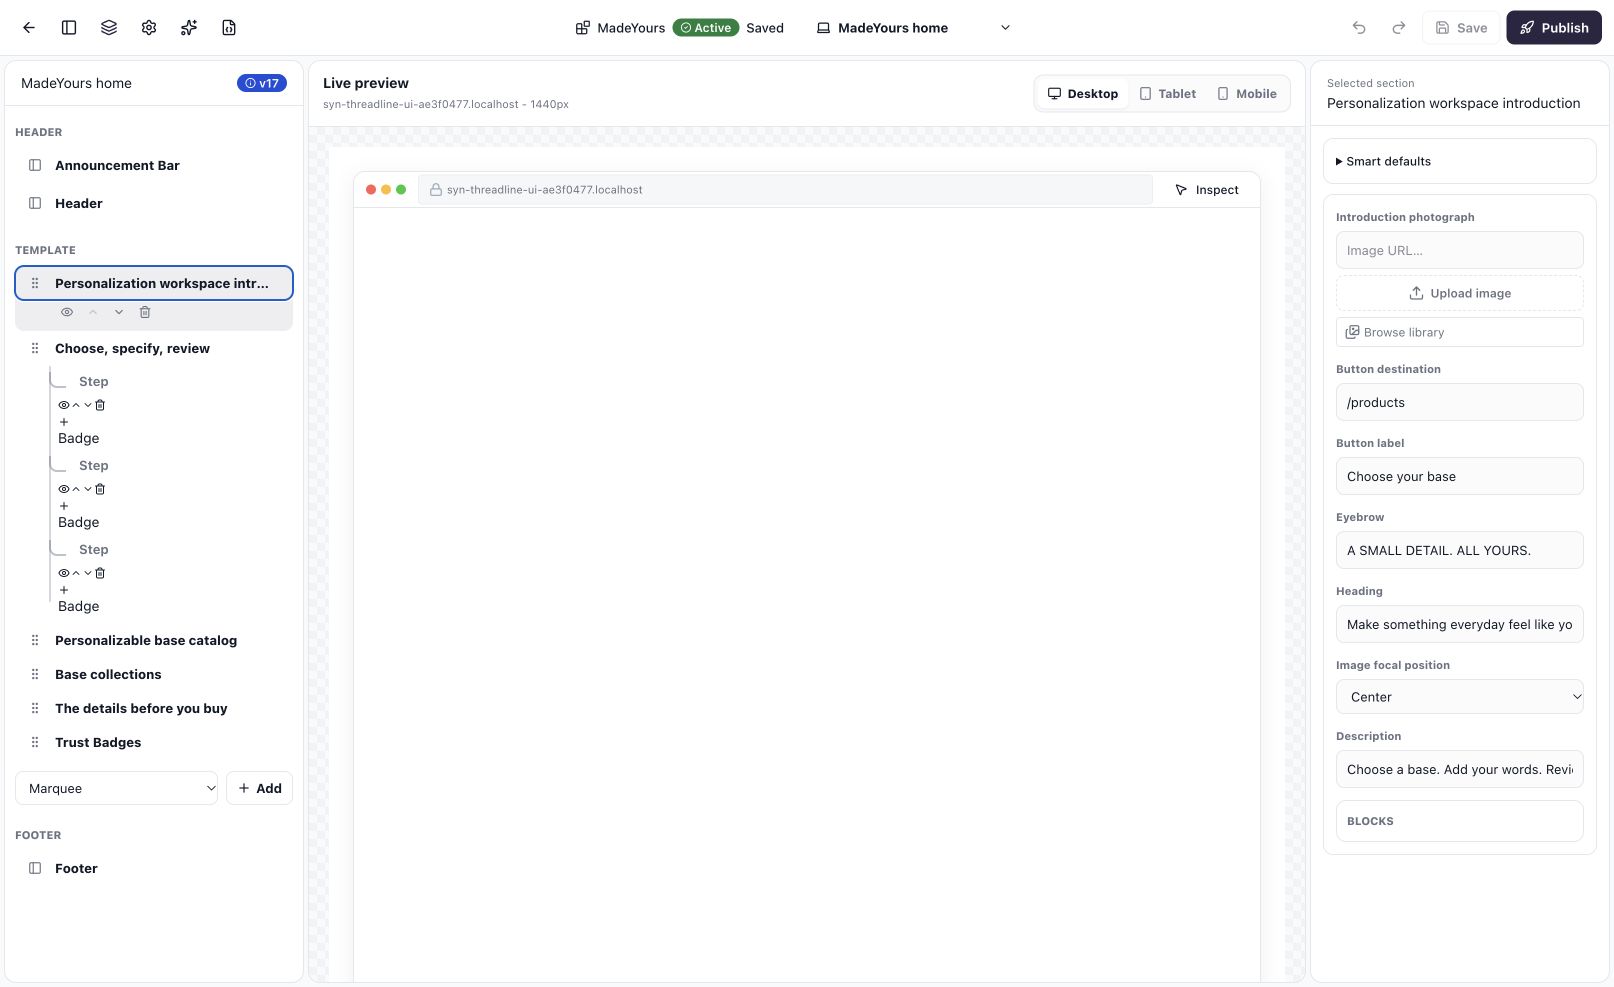 MadeYours
Active
Saved
MadeYours home
Save
Publish
MadeYours home
v17
HEADER
Announcement Bar
Header
TEMPLATE
Personalization workspace intr...
Choose, specify, review
Step
Badge
Step
Badge
Step
Badge
Personalizable base catalog
Base collections
The details before you buy
Trust Badges
Marquee
Add
FOOTER
Footer
Live preview
syn-threadline-ui-ae3f0477.localhost - 1440px
Desktop
Tablet
Mobile
syn-threadline-ui-ae3f0477.localhost
Inspect
Selected section
Personalization workspace introduction
Smart defaults
Introduction photograph
Image URL...
Upload image
Browse library
Button destination
/products
Button label
Choose your base
Eyebrow
A SMALL DETAIL. ALL YOURS.
Heading
Make something everyday feel like yo
Image focal position
Center
Description
Choose a base. Add your words. Revi
BLOCKS